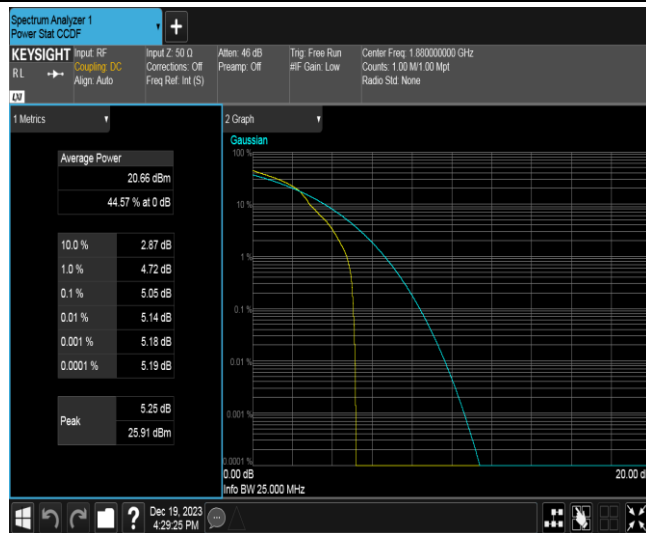 Spectrum Analyzer 1
Power Stat CCDF
+
KEYSIGHT
RL
Input: RF
Coupling: DC
Align: Auto
Input Z: 50 Ω
Corrections: Off
Freq Ref: Int (S)
Atten: 46 dB
Preamp: Off
Trig: Free Run
#IF Gain: Low
Center Freq: 1.880000000 GHz
Counts: 1.00 M/1.00 Mpt
Radio Std: None
1 Metrics
Average Power
20.66 dBm
44.57 % at 0 dB
10.0 % 2.87 dB
1.0 % 4.72 dB
0.1 % 5.05 dB
0.01 % 5.14 dB
0.001 % 5.18 dB
0.0001 % 5.19 dB
Peak
5.25 dB
25.91 dBm
2 Graph
Gaussian
100 %
10 %
1 %
0.1 %
0.01 %
0.001 %
0.0001 %
0.00 dB
20.00 d
Info BW 25.000 MHz
?
Dec 19, 2023
4:29:25 PM